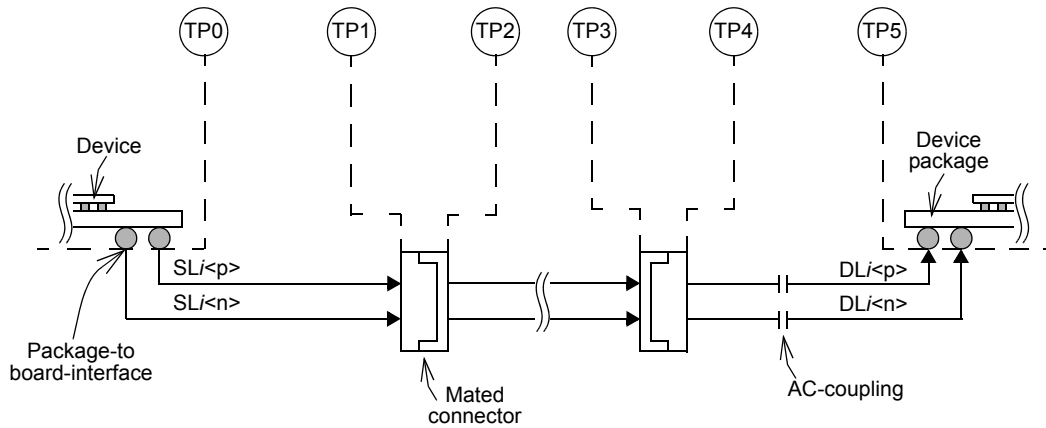 TP0 TP1 TP2 TP3 TP4 TP5
Device
Device
package
SLi<p>
DLi<p>
SLi<n>
DLi<n>
Package-to
board-interface
Mated
connector
AC-coupling